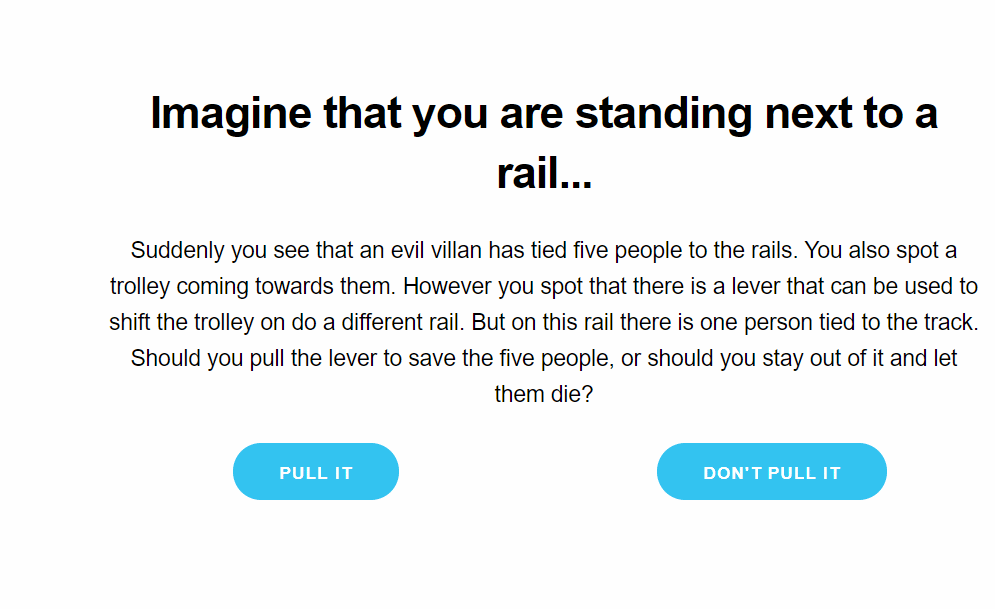 Imagine that you are standing next to a
rail...
Suddenly you see that an evil villan has tied five people to the rails. You also spot a
trolley coming towards them. However you spot that there is a lever that can be used to
shift the trolley on do a different rail. But on this rail there is one person tied to the track.
Should you pull the lever to save the five people, or should you stay out of it and let
them die?
PULL IT
DON'T PULL IT